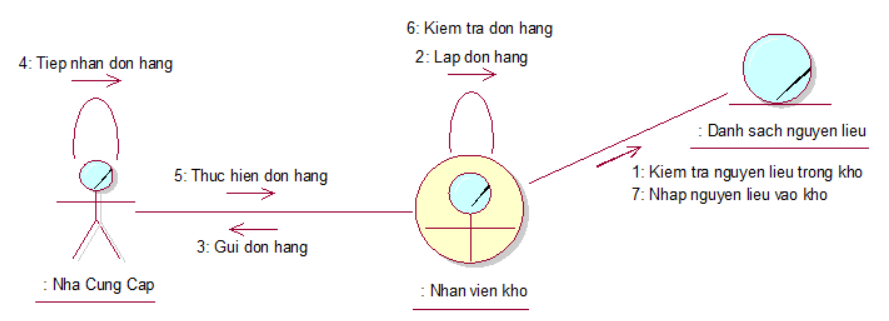 6: Kiem tra don hang
2: Lap don hang
4: Tiep nhan don hang
: Danh sach nguyen lieu
1: Kiem tra nguyen lieu trong kho
7: Nhap nguyen lieu vao kho
5: Thuc hien don hang
3: Gui don hang
: Nha Cung Cap
: Nhan vien kho